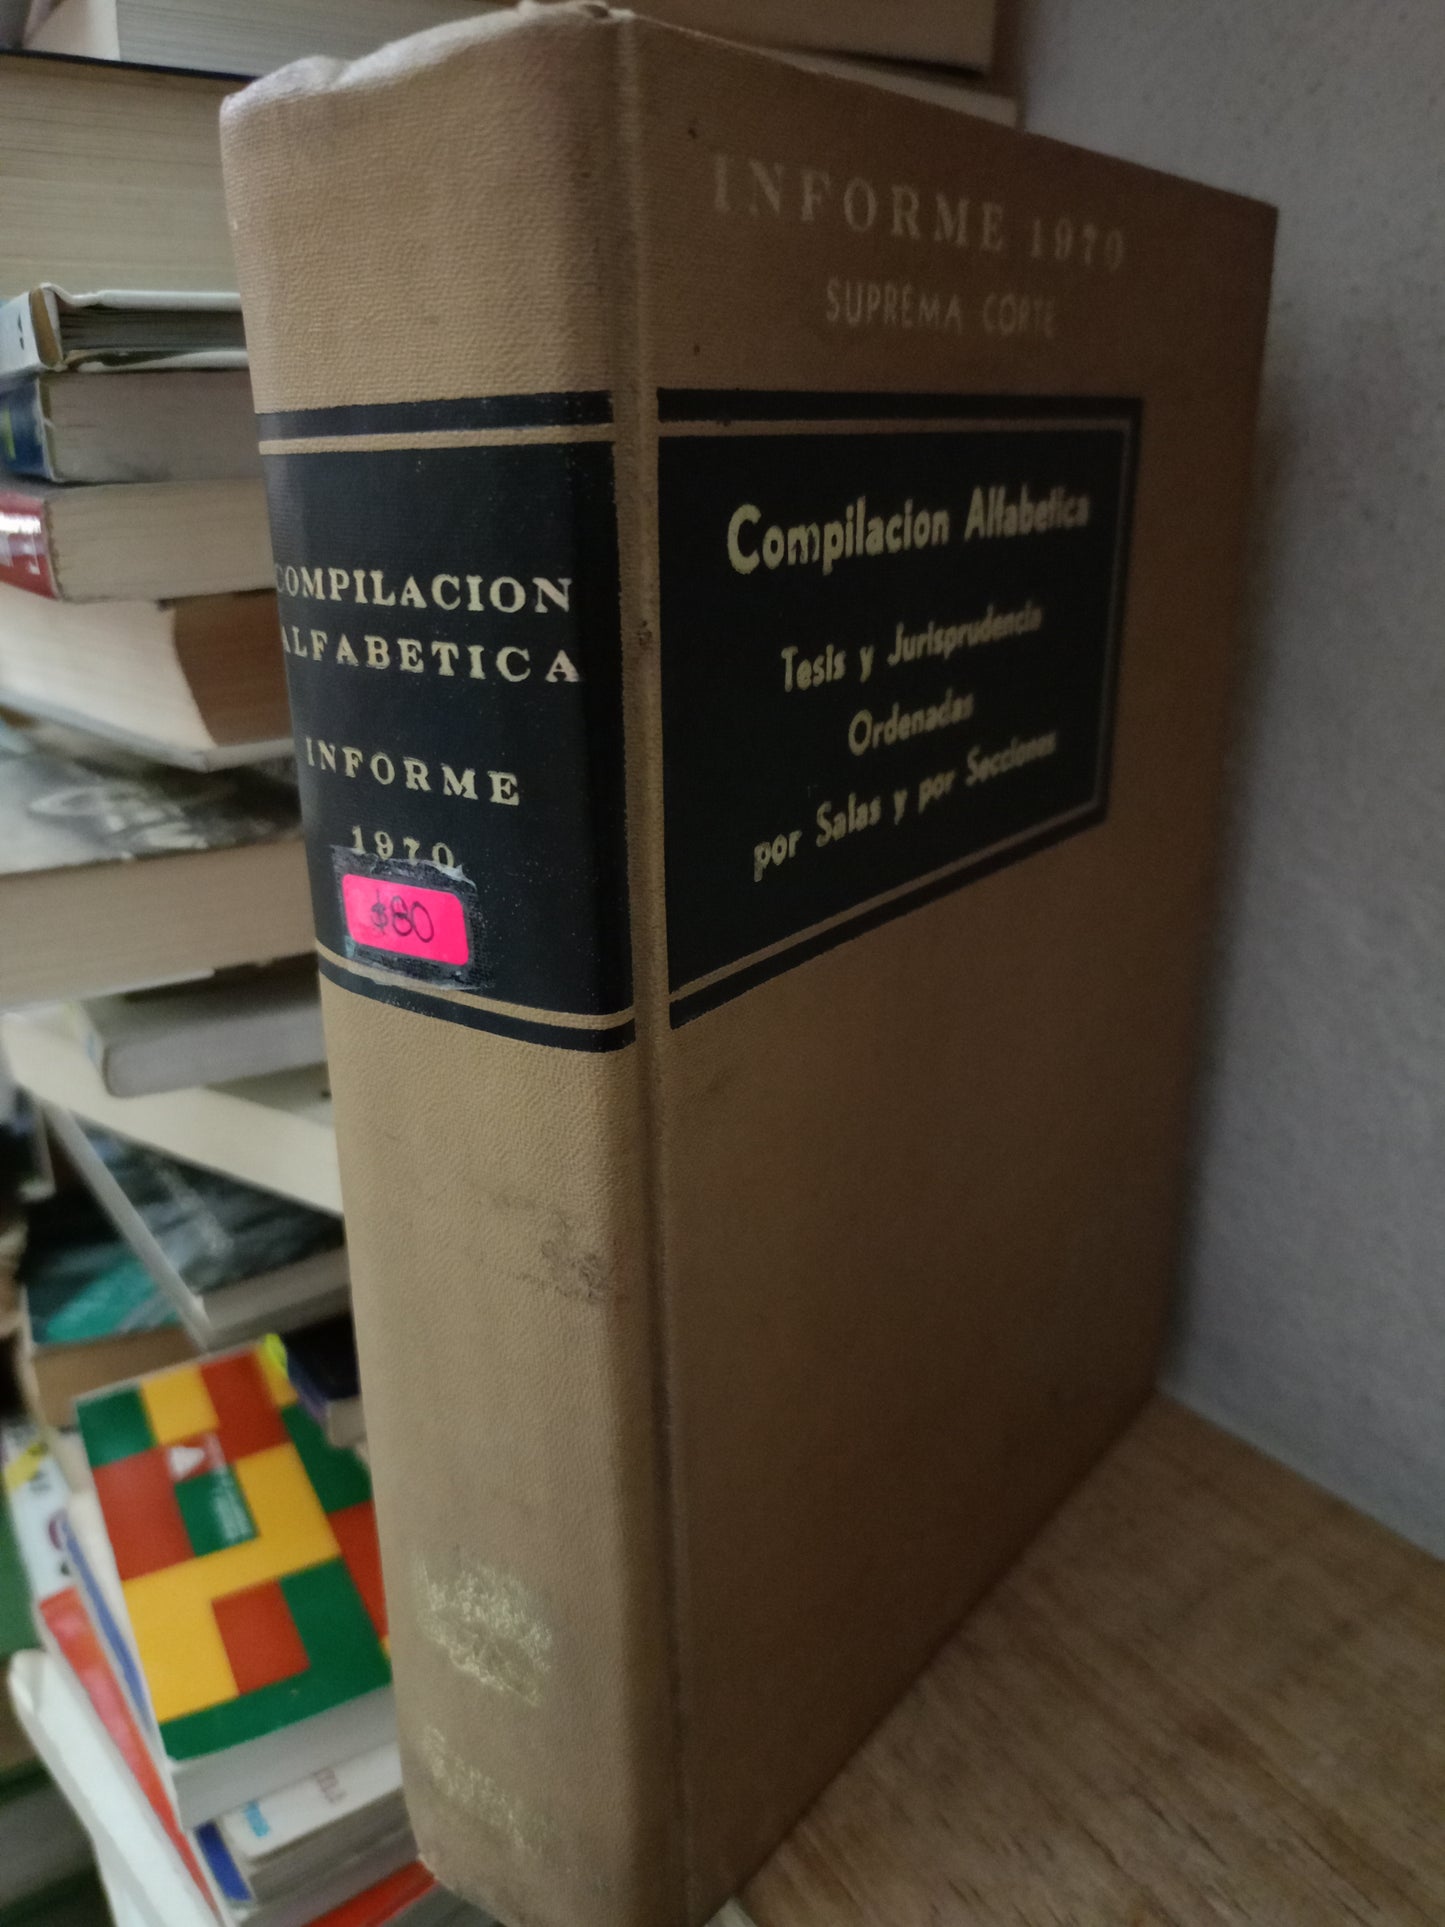 COMPILACION
ALFABETICA
INFORME
1970
$80
INFORME 1970
SUPREMA CORTE
Compilacion Alfabetica
Tesis y Jurisprudencia
Ordenadas
por Salas y por Secciones